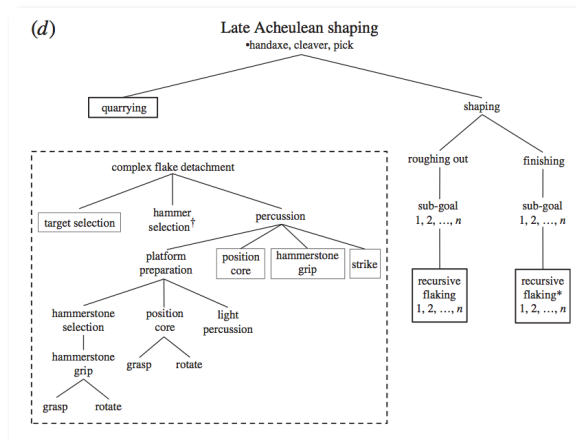 (d)
Late Acheulean shaping
•handaxe, cleaver, pick
quarrying
shaping
complex flake detachment
roughing out
finishing
target selection
hammer
selection†
percussion
sub-goal
1, 2, ..., n
sub-goal
1, 2, ..., n
platform
preparation
position
core
hammerstone
grip
strike
recursive
flaking
1, 2, ..., n
recursive
flaking*
1, 2, ..., n
hammerstone
selection
position
core
light
percussion
hammerstone
grip
grasp
rotate
grasp
rotate